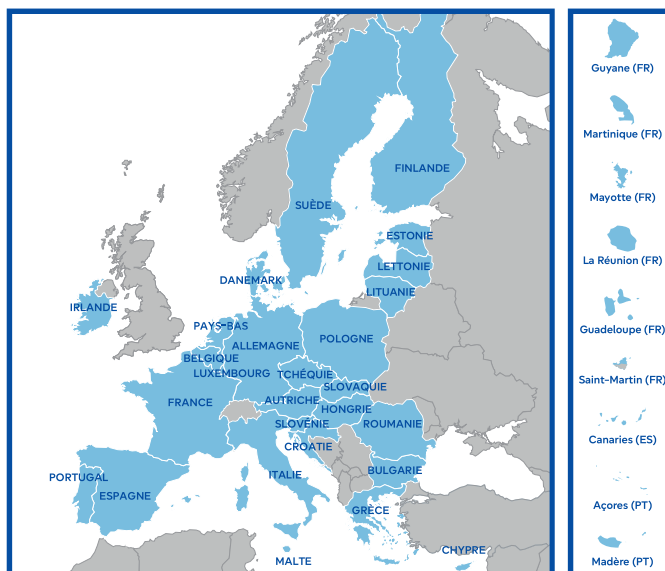 FINLANDE
SUÈDE
ESTONIE
LETTONIE
DANEMARK
LITUANIE
IRLANDE
PAYS-BAS
POLOGNE
ALLEMAGNE
BELGIQUE
LUXEMBOURG
TCHÉQUIE
SLOVAQUIE
FRANCE
AUTRICHE
HONGRIE
SLOVÉNIE
ROUMANIE
CROATIE
BULGARIE
ITALIE
PORTUGAL
ESPAGNE
GRÈCE
CHYPRE
MALTE
Guyane (FR)
Martinique (FR)
Mayotte (FR)
La Réunion (FR)
Guadeloupe (FR)
Saint-Martin (FR)
Canaries (ES)
Açores (PT)
Madère (PT)